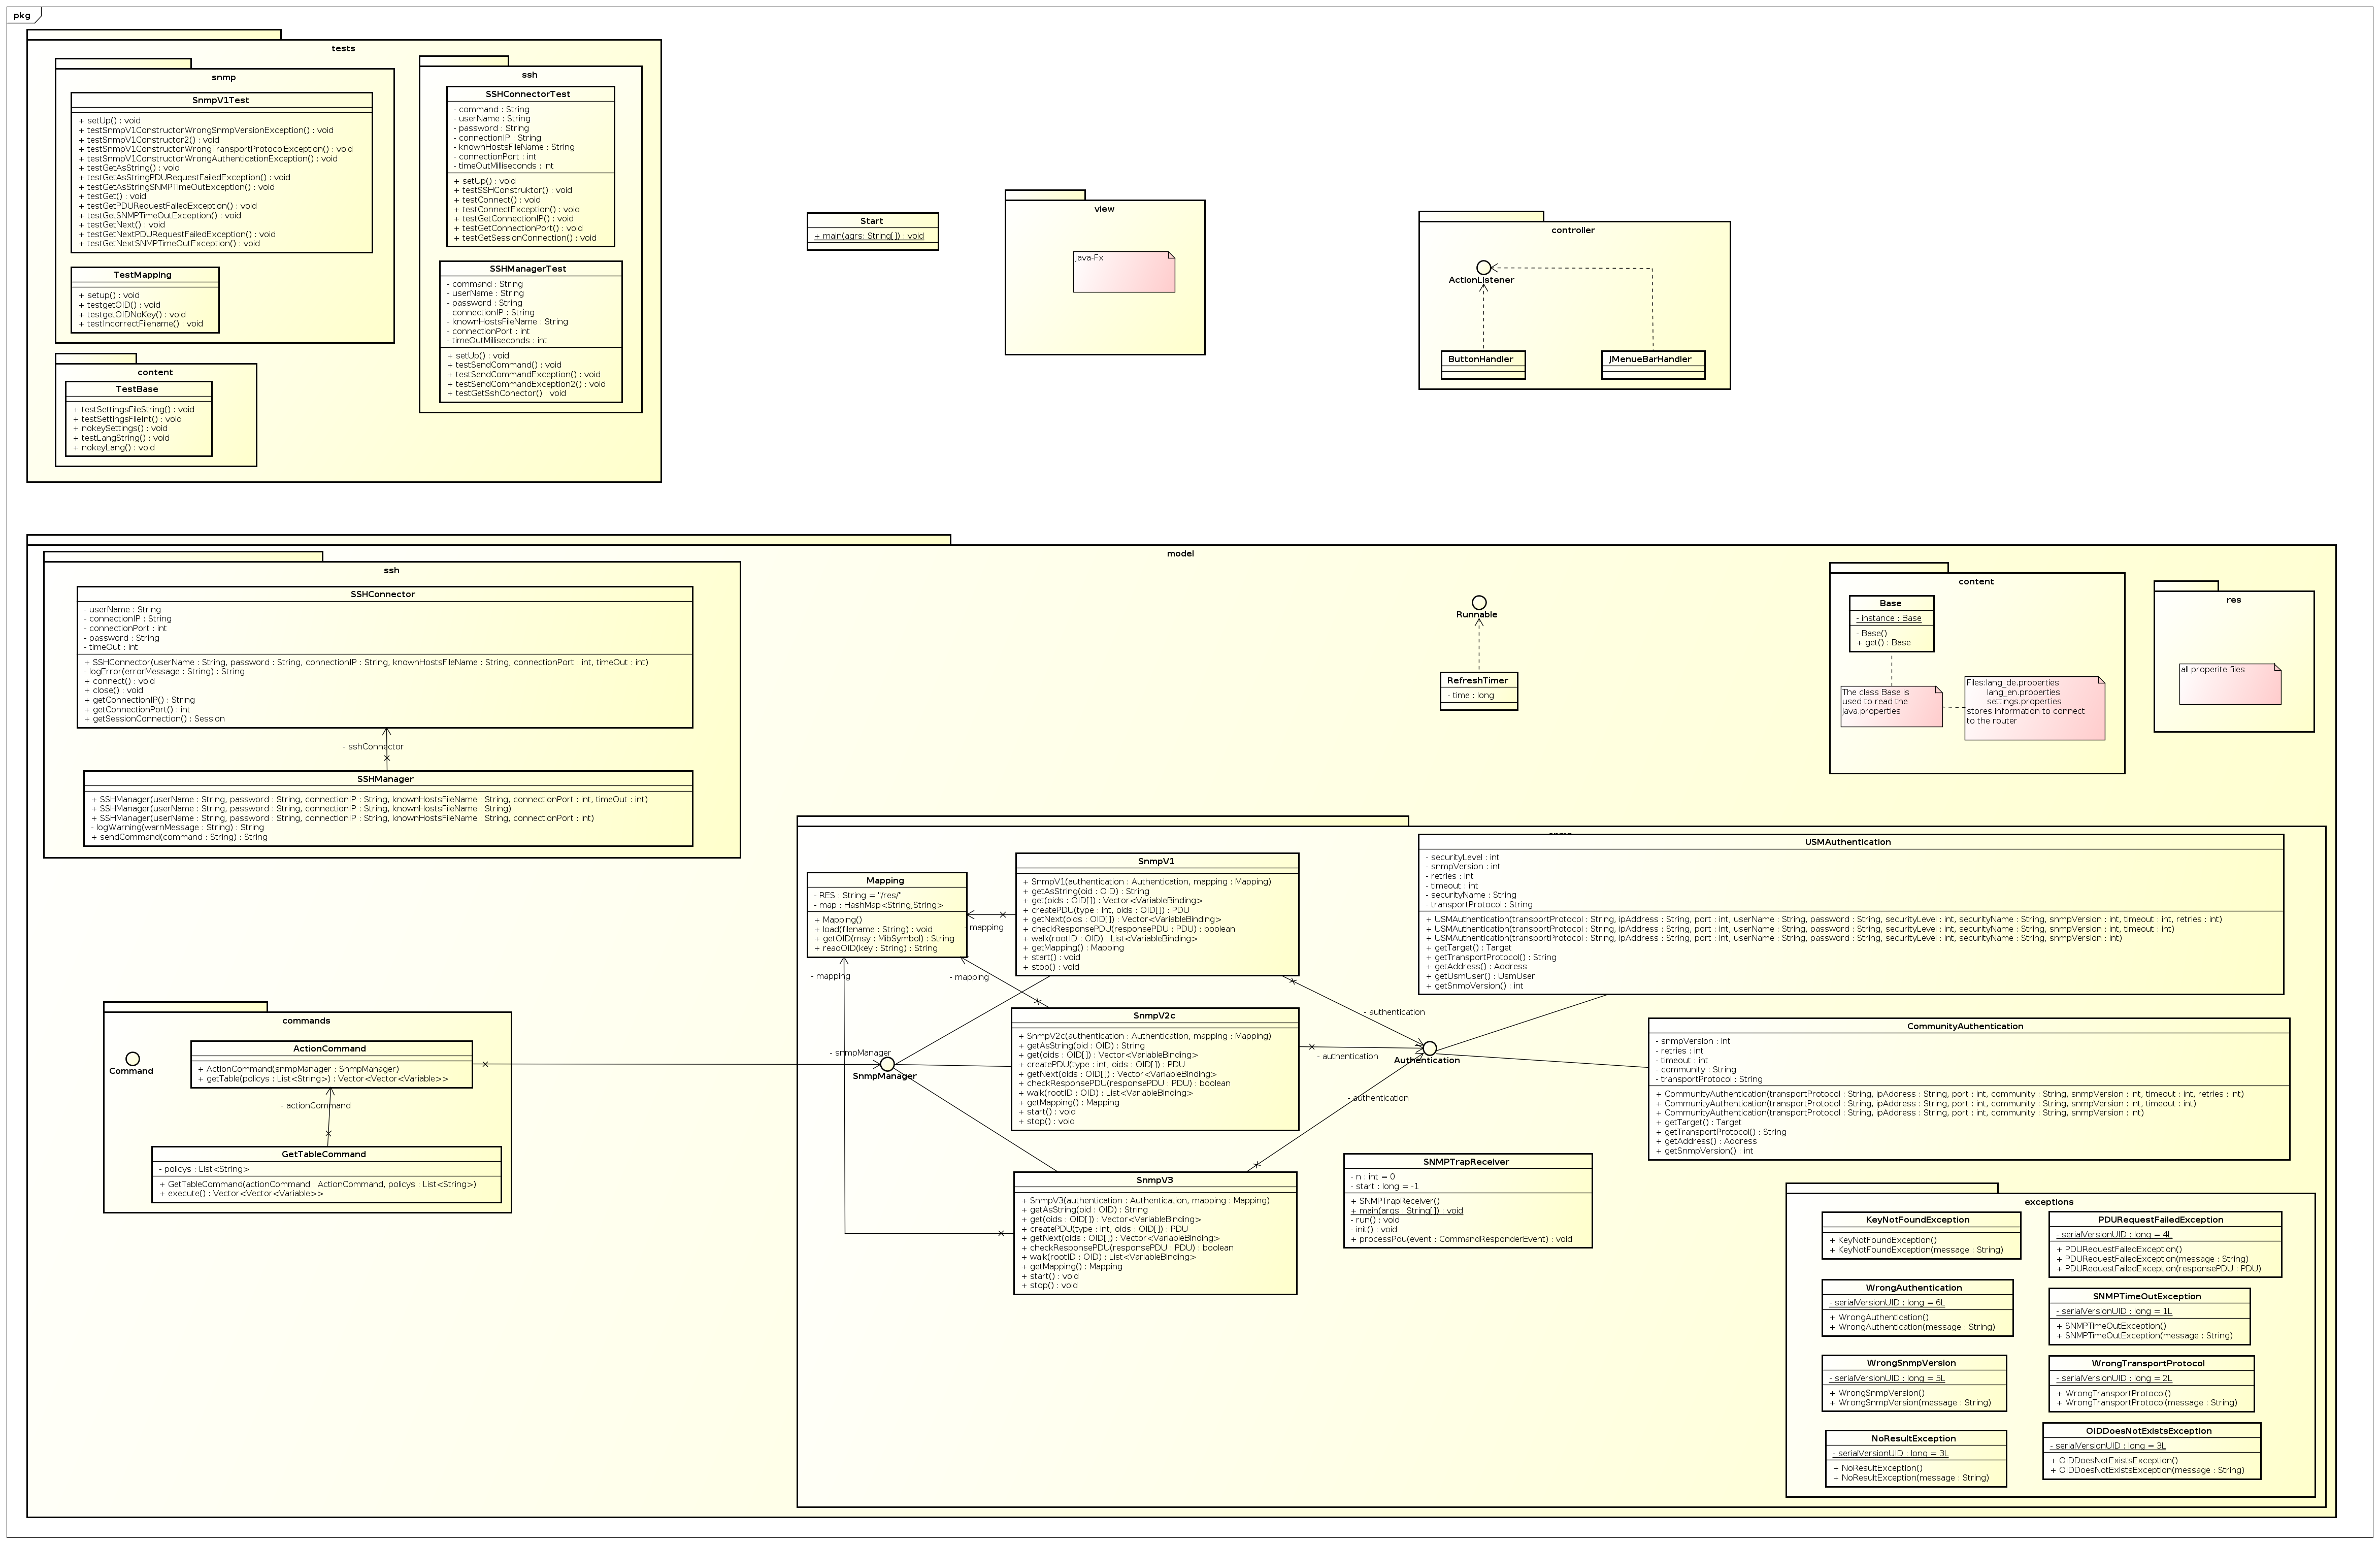 pkg
tests
snmp
SnmpV1Test
+ setUp() : void
+ testSnmpV1ConstructorWrongSnmpVersionException() : void
+ testSnmpV1Constructor2() : void
+ testSnmpV1ConstructorWrongTransportProtocolException() : void
+ testSnmpV1ConstructorWrongAuthenticationException() : void
+ testGetAsString() : void
+ testGetAsStringPDURequestFailedException() : void
+ testGetAsStringSNMPTimeOutException() : void
+ testGet() : void
+ testGetPDURequestFailedException() : void
+ testGetSNMPTimeOutException() : void
+ testGetNext() : void
+ testGetNextPDURequestFailedException() : void
+ testGetNextSNMPTimeOutException() : void
TestMapping
+ setup() : void
+ testgetOID() : void
+ testgetOIDNoKey() : void
+ testIncorrectFilename() : void
content
TestBase
+ testSettingsFileString() : void
+ testSettingsFileInt() : void
+ nokeySettings() : void
+ testLangString() : void
+ nokeyLang() : void
ssh
SSHConnectorTest
- command : String
- userName : String
- password : String
- connectionIP : String
- knownHostsFileName : String
- connectionPort : int
- timeOutMilliseconds : int
+ setUp() : void
+ testSSHConstruktor() : void
+ testConnect() : void
+ testConnectException() : void
+ testGetConnectionIP() : void
+ testGetConnectionPort() : void
+ testGetSessionConnection() : void
SSHManagerTest
- command : String
- userName : String
- password : String
- connectionIP : String
- knownHostsFileName : String
- connectionPort : int
- timeOutMilliseconds : int
+ setUp() : void
+ testSendCommand() : void
+ testSendCommandException() : void
+ testSendCommandException2() : void
+ testGetSshConector() : void
Start
+ main(agrs: String[]) : void
view
Java-Fx
controller
ActionListener
ButtonHandler
JMenueBarHandler
model
ssh
SSHConnector
- userName : String
- connectionIP : String
- connectionPort : int
- password : String
- timeOut : int
+ SSHConnector(userName : String, password : String, connectionIP : String, knownHostsFileName : String, connectionPort : int, timeOut : int)
- logError(errorMessage : String) : String
+ connect() : void
+ close() : void
+ getConnectionIP() : String
+ getConnectionPort() : int
+ getSessionConnection() : Session
- sshConnector
SSHManager
+ SSHManager(userName : String, password : String, connectionIP : String, knownHostsFileName : String, connectionPort : int, timeOut : int)
+ SSHManager(userName : String, password : String, connectionIP : String, knownHostsFileName : String)
+ SSHManager(userName : String, password : String, connectionIP : String, knownHostsFileName : String, connectionPort : int)
- logWarning(warnMessage : String) : String
+ sendCommand(command : String) : String
Runnable
RefreshTimer
- time : long
content
Base
- instance : Base
- Base()
+ get() : Base
The class Base is
used to read the
java.properties
Files:lang_de.properties
lang_en.properties
settings.properties
stores information to connect
to the router
res
all properite files
commands
Command
ActionCommand
+ ActionCommand(snmpManager : SnmpManager)
+ getTable(policys : List<String>) : Vector<Vector<Variable>>
- actionCommand
GetTableCommand
- policys : List<String>
+ GetTableCommand(actionCommand : ActionCommand, policys : List<String>)
+ execute() : Vector<Vector<Variable>>
Mapping
- RES : String = "/res/"
- map : HashMap<String,String>
+ Mapping()
+ load(filename : String) : void
+ getOID(msy : MibSymbol) : String
+ readOID(key : String) : String
- mapping
- mapping
- mapping
- snmpManager
SnmpManager
SnmpV1
+ SnmpV1(authentication : Authentication, mapping : Mapping)
+ getAsString(oid : OID) : String
+ get(oids : OID[]) : Vector<VariableBinding>
+ createPDU(type : int, oids : OID[]) : PDU
+ getNext(oids : OID[]) : Vector<VariableBinding>
+ checkResponsePDU(responsePDU : PDU) : boolean
+ walk(rootID : OID) : List<VariableBinding>
+ getMapping() : Mapping
+ start() : void
+ stop() : void
SnmpV2c
+ SnmpV2c(authentication : Authentication, mapping : Mapping)
+ getAsString(oid : OID) : String
+ get(oids : OID[]) : Vector<VariableBinding>
+ createPDU(type : int, oids : OID[]) : PDU
+ getNext(oids : OID[]) : Vector<VariableBinding>
+ checkResponsePDU(responsePDU : PDU) : boolean
+ walk(rootID : OID) : List<VariableBinding>
+ getMapping() : Mapping
+ start() : void
+ stop() : void
SnmpV3
+ SnmpV3(authentication : Authentication, mapping : Mapping)
+ getAsString(oid : OID) : String
+ get(oids : OID[]) : Vector<VariableBinding>
+ createPDU(type : int, oids : OID[]) : PDU
+ getNext(oids : OID[]) : Vector<VariableBinding>
+ checkResponsePDU(responsePDU : PDU) : boolean
+ walk(rootID : OID) : List<VariableBinding>
+ getMapping() : Mapping
+ start() : void
+ stop() : void
- authentication
- authentication
- authentication
Authentication
USMAuthentication
- securityLevel : int
- snmpVersion : int
- retries : int
- timeout : int
- securityName : String
- transportProtocol : String
+ USMAuthentication(transportProtocol : String, ipAddress : String, port : int, userName : String, password : String, securityLevel : int, securityName : String, snmpVersion : int, timeout : int, retries : int)
+ USMAuthentication(transportProtocol : String, ipAddress : String, port : int, userName : String, password : String, securityLevel : int, securityName : String, snmpVersion : int, timeout : int)
+ USMAuthentication(transportProtocol : String, ipAddress : String, port : int, userName : String, password : String, securityLevel : int, securityName : String, snmpVersion : int)
+ getTarget() : Target
+ getTransportProtocol() : String
+ getAddress() : Address
+ getUsmUser() : UsmUser
+ getSnmpVersion() : int
CommunityAuthentication
- snmpVersion : int
- retries : int
- timeout : int
- community : String
- transportProtocol : String
+ CommunityAuthentication(transportProtocol : String, ipAddress : String, port : int, community : String, snmpVersion : int, timeout : int, retries : int)
+ CommunityAuthentication(transportProtocol : String, ipAddress : String, port : int, community : String, snmpVersion : int, timeout : int)
+ CommunityAuthentication(transportProtocol : String, ipAddress : String, port : int, community : String, snmpVersion : int)
+ getTarget() : Target
+ getTransportProtocol() : String
+ getAddress() : Address
+ getSnmpVersion() : int
SNMPTrapReceiver
- n : int = 0
- start : long = -1
+ SNMPTrapReceiver()
+ main(args : String[]) : void
- run() : void
- init() : void
+ processPdu(event : CommandResponderEvent) : void
exceptions
KeyNotFoundException
+ KeyNotFoundException()
+ KeyNotFoundException(message : String)
PDURequestFailedException
- serialVersionUID : long = 4L
+ PDURequestFailedException()
+ PDURequestFailedException(message : String)
+ PDURequestFailedException(responsePDU : PDU)
WrongAuthentication
- serialVersionUID : long = 6L
+ WrongAuthentication()
+ WrongAuthentication(message : String)
SNMPTimeOutException
- serialVersionUID : long = 1L
+ SNMPTimeOutException()
+ SNMPTimeOutException(message : String)
WrongSnmpVersion
- serialVersionUID : long = 5L
+ WrongSnmpVersion()
+ WrongSnmpVersion(message : String)
WrongTransportProtocol
- serialVersionUID : long = 2L
+ WrongTransportProtocol()
+ WrongTransportProtocol(message : String)
NoResultException
- serialVersionUID : long = 3L
+ NoResultException()
+ NoResultException(message : String)
OIDDoesNotExistsException
- serialVersionUID : long = 3L
+ OIDDoesNotExistsException()
+ OIDDoesNotExistsException(message : String)